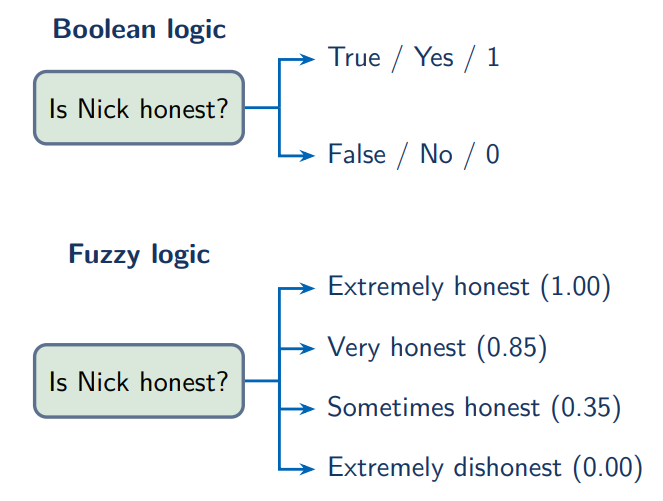 Boolean logic
Is Nick honest?
True / Yes / 1
False / No / 0
Fuzzy logic
Is Nick honest?
Extremely honest (1.00)
Very honest (0.85)
Sometimes honest (0.35)
Extremely dishonest (0.00)